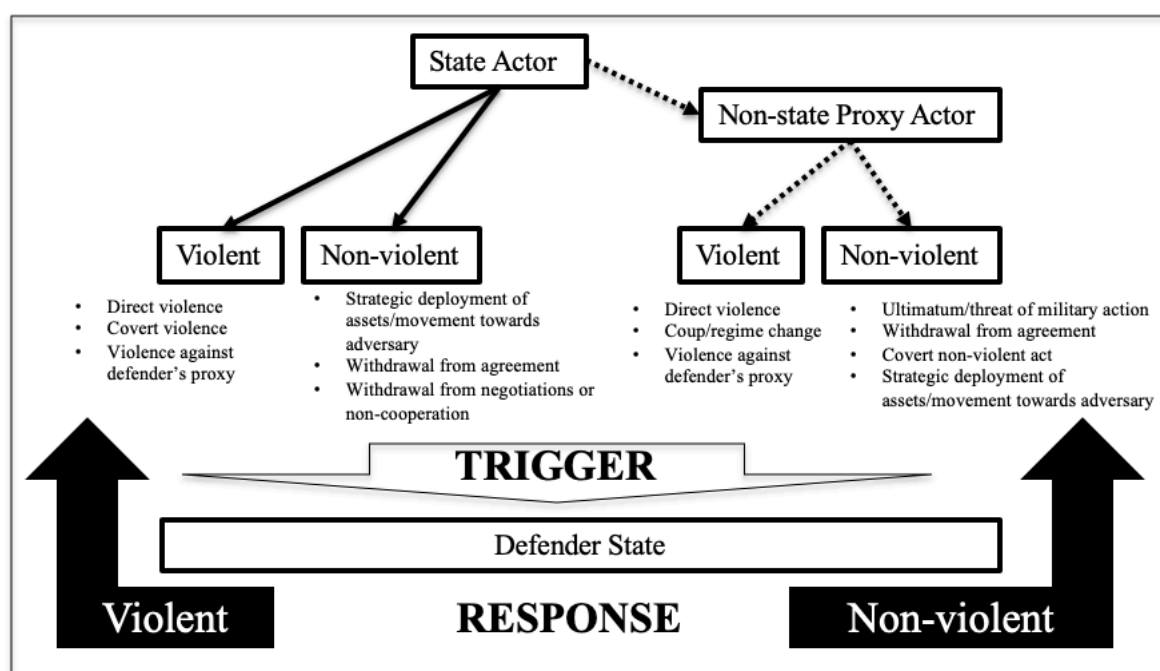 State Actor
Non-state Proxy Actor
Violent
Non-violent
Violent
Non-violent
• Direct violence
• Covert violence
• Violence against
defender's proxy
• Strategic deployment of
assets/movement towards
adversary
• Withdrawal from agreement
• Withdrawal from negotiations or
non-cooperation
• Direct violence
• Coup/regime change
• Violence against
defender's proxy
• Ultimatum/threat of military action
• Withdrawal from agreement
• Covert non-violent act
• Strategic deployment of
assets/movement towards adversary
TRIGGER
Defender State
Violent
RESPONSE
Non-violent